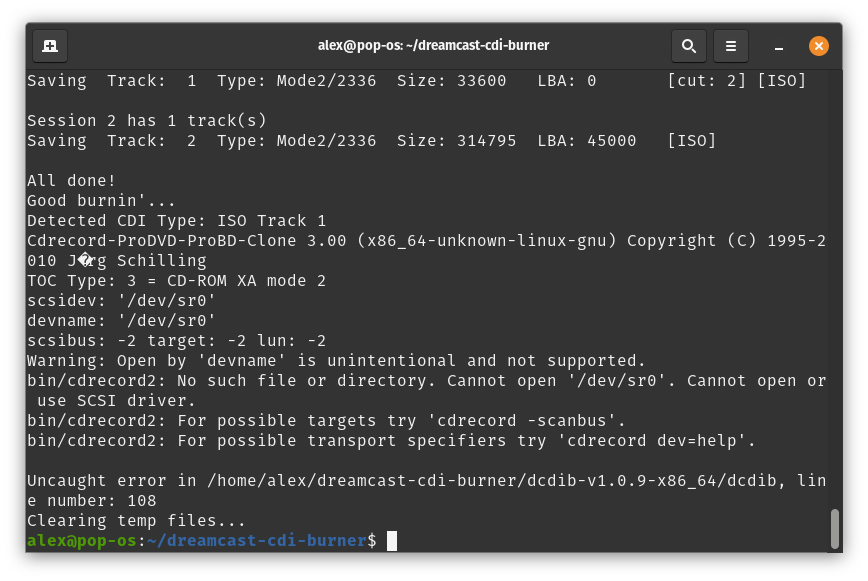 alex@pop-os: ~/dreamcast-cdi-burner
Saving  Track:  1  Type: Mode2/2336  Size: 33600   LBA: 0       [cut: 2] [ISO]
Session 2 has 1 track(s)
Saving  Track:  2  Type: Mode2/2336  Size: 314795  LBA: 45000   [ISO]
All done!
Good burnin'...
Detected CDI Type: ISO Track 1
Cdrecord-ProDVD-ProBD-Clone 3.00 (x86_64-unknown-linux-gnu) Copyright (C) 1995-2
010 J�rg Schilling
TOC Type: 3 = CD-ROM XA mode 2
scsidev: '/dev/sr0'
devname: '/dev/sr0'
scsibus: -2 target: -2 lun: -2
Warning: Open by 'devname' is unintentional and not supported.
bin/cdrecord2: No such file or directory. Cannot open '/dev/sr0'. Cannot open or
 use SCSI driver.
bin/cdrecord2: For possible targets try 'cdrecord -scanbus'.
bin/cdrecord2: For possible transport specifiers try 'cdrecord dev=help'.
Uncaught error in /home/alex/dreamcast-cdi-burner/dcdib-v1.0.9-x86_64/dcdib, lin
e number: 108
Clearing temp files...
alex@pop-os:~/dreamcast-cdi-burner$